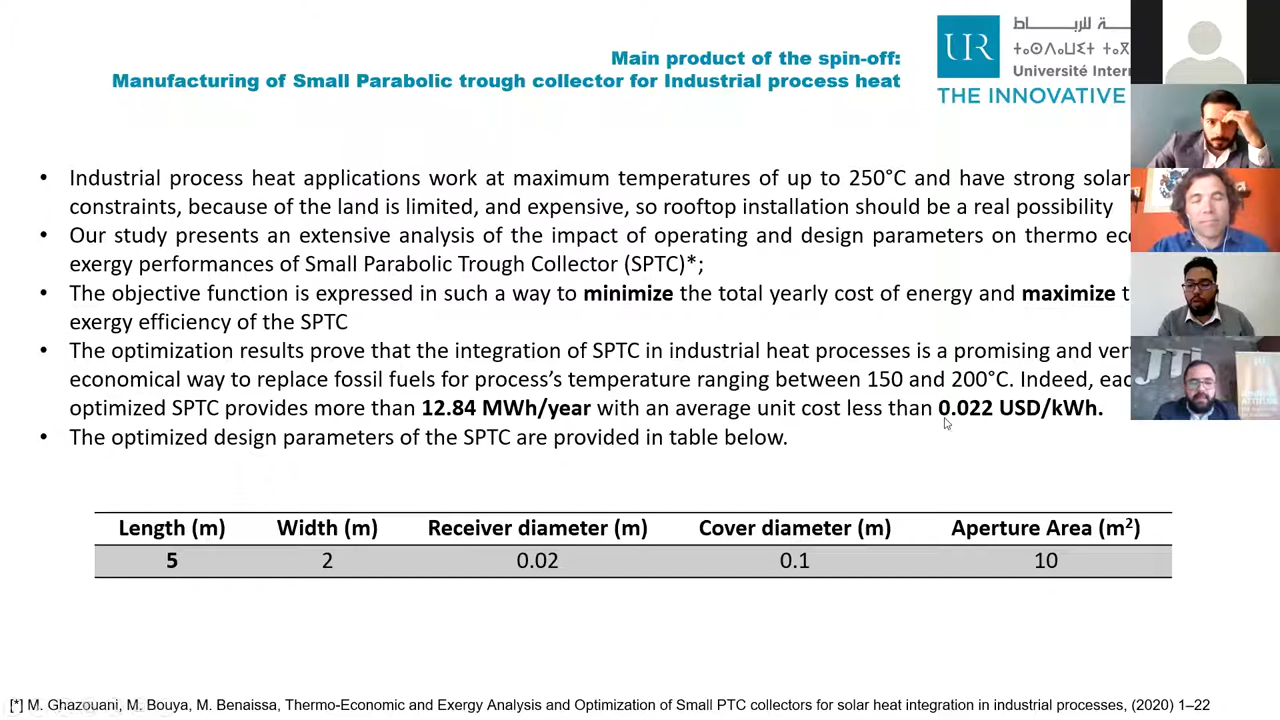 Main product of the spin-off:
Manufacturing of Small Parabolic trough collector for Industrial process heat
UR
ـة للربـــــاط
ⵜⴰⵙⴷⴰⵡⵉⵜ ⵜⴰⴳ
Université Intern
THE INNOVATIVE
• Industrial process heat applications work at maximum temperatures of up to 250°C and have strong solar
constraints, because of the land is limited, and expensive, so rooftop installation should be a real possibility
• Our study presents an extensive analysis of the impact of operating and design parameters on thermo
exergy performances of Small Parabolic Trough Collector (SPTC)*;
• The objective function is expressed in such a way to minimize the total yearly cost of energy and maximize
exergy efficiency of the SPTC
• The optimization results prove that the integration of SPTC in industrial heat processes is a promising and
economical way to replace fossil fuels for process's temperature ranging between 150 and 200°C. Indeed,
optimized SPTC provides more than 12.84 MWh/year with an average unit cost less than 0.022 USD/kWh.
• The optimized design parameters of the SPTC are provided in table below.
Length (m) Width (m) Receiver diameter (m) Cover diameter (m) Aperture Area (m²)
5 2 0.02 0.1 10
[*] M. Ghazouani, M. Bouya, M. Benaissa, Thermo-Economic and Exergy Analysis and Optimization of Small PTC collectors for solar heat integration in industrial processes, (2020) 1–22